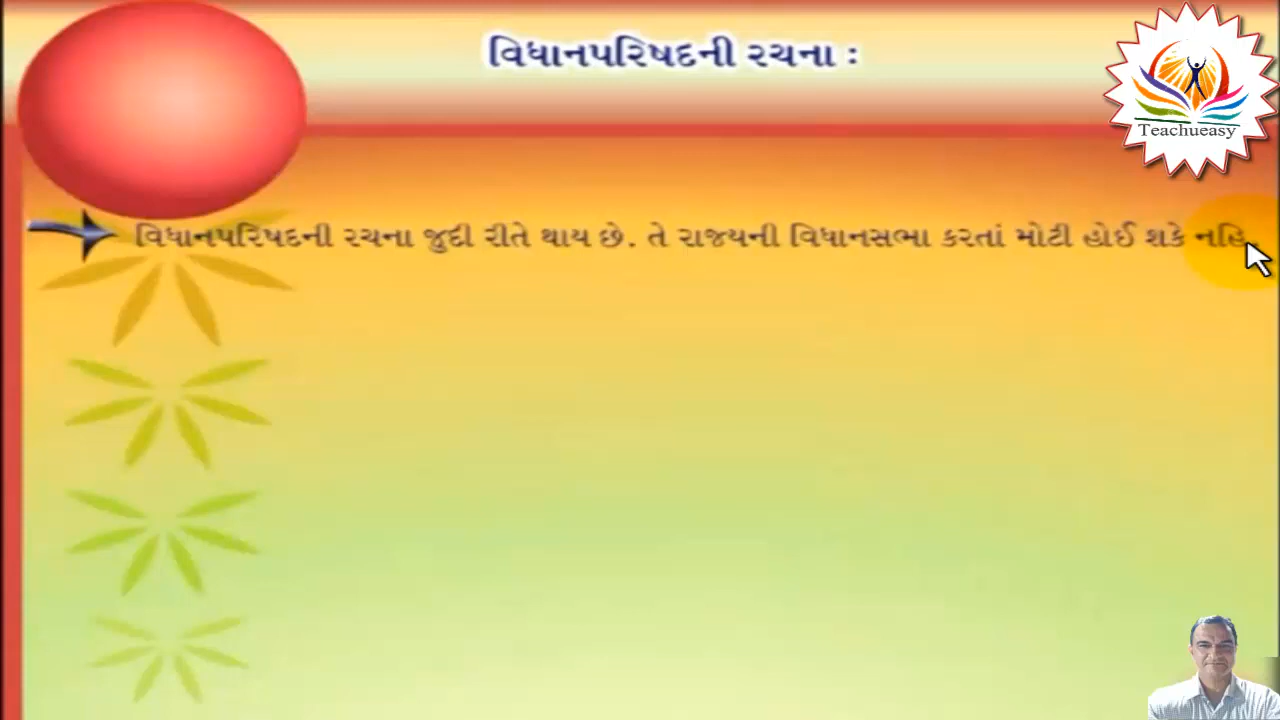 વિધાનપરિષદની રચના :
Teachueasy
વિધાનપરિષદની રચના જુદી રીતે થાય છે. તે રાજ્યની વિધાનસભા કરતાં મોટી હોઈ શકે નહિ